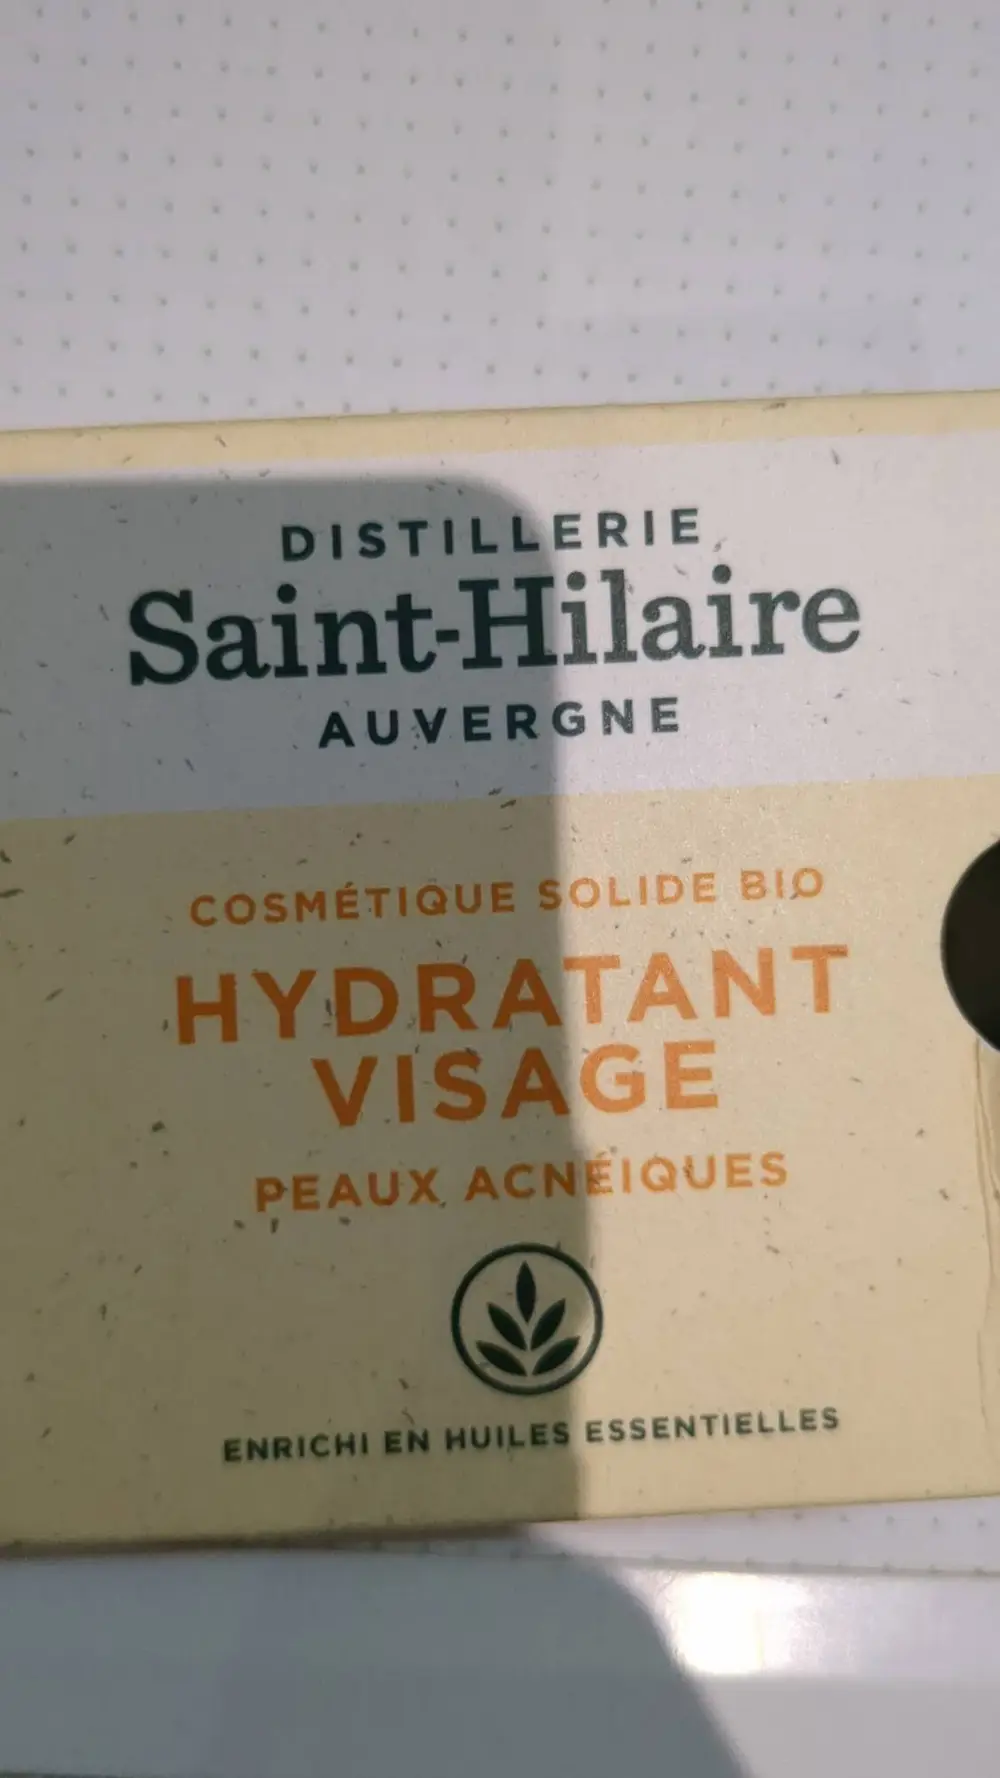 DISTILLERIE
Saint-Hilaire
AUVERGNE
COSMÉTIQUE SOLIDE BIO
HYDRATANT
VISAGE
PEAUX ACNÉIQUES
ENRICHI EN HUILES ESSENTIELLES